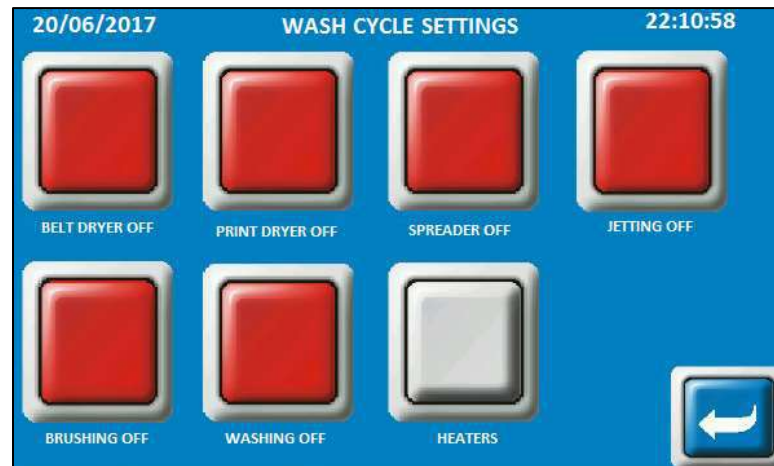 20/06/2017 WASH CYCLE SETTINGS 22:10:58
BELT DRYER OFF PRINT DRYER OFF SPREADER OFF JETTING OFF
BRUSHING OFF WASHING OFF HEATERS